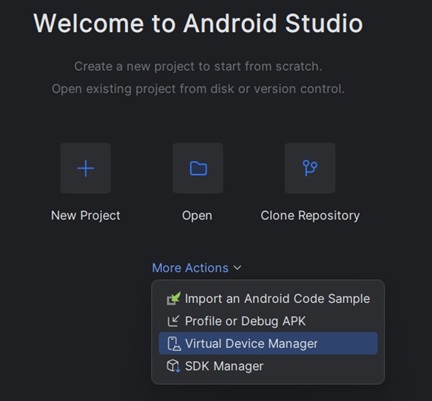 Welcome to Android Studio
Create a new project to start from scratch.
Open existing project from disk or version control.
New Project
Open
Clone Repository
More Actions
Import an Android Code Sample
Profile or Debug APK
Virtual Device Manager
SDK Manager